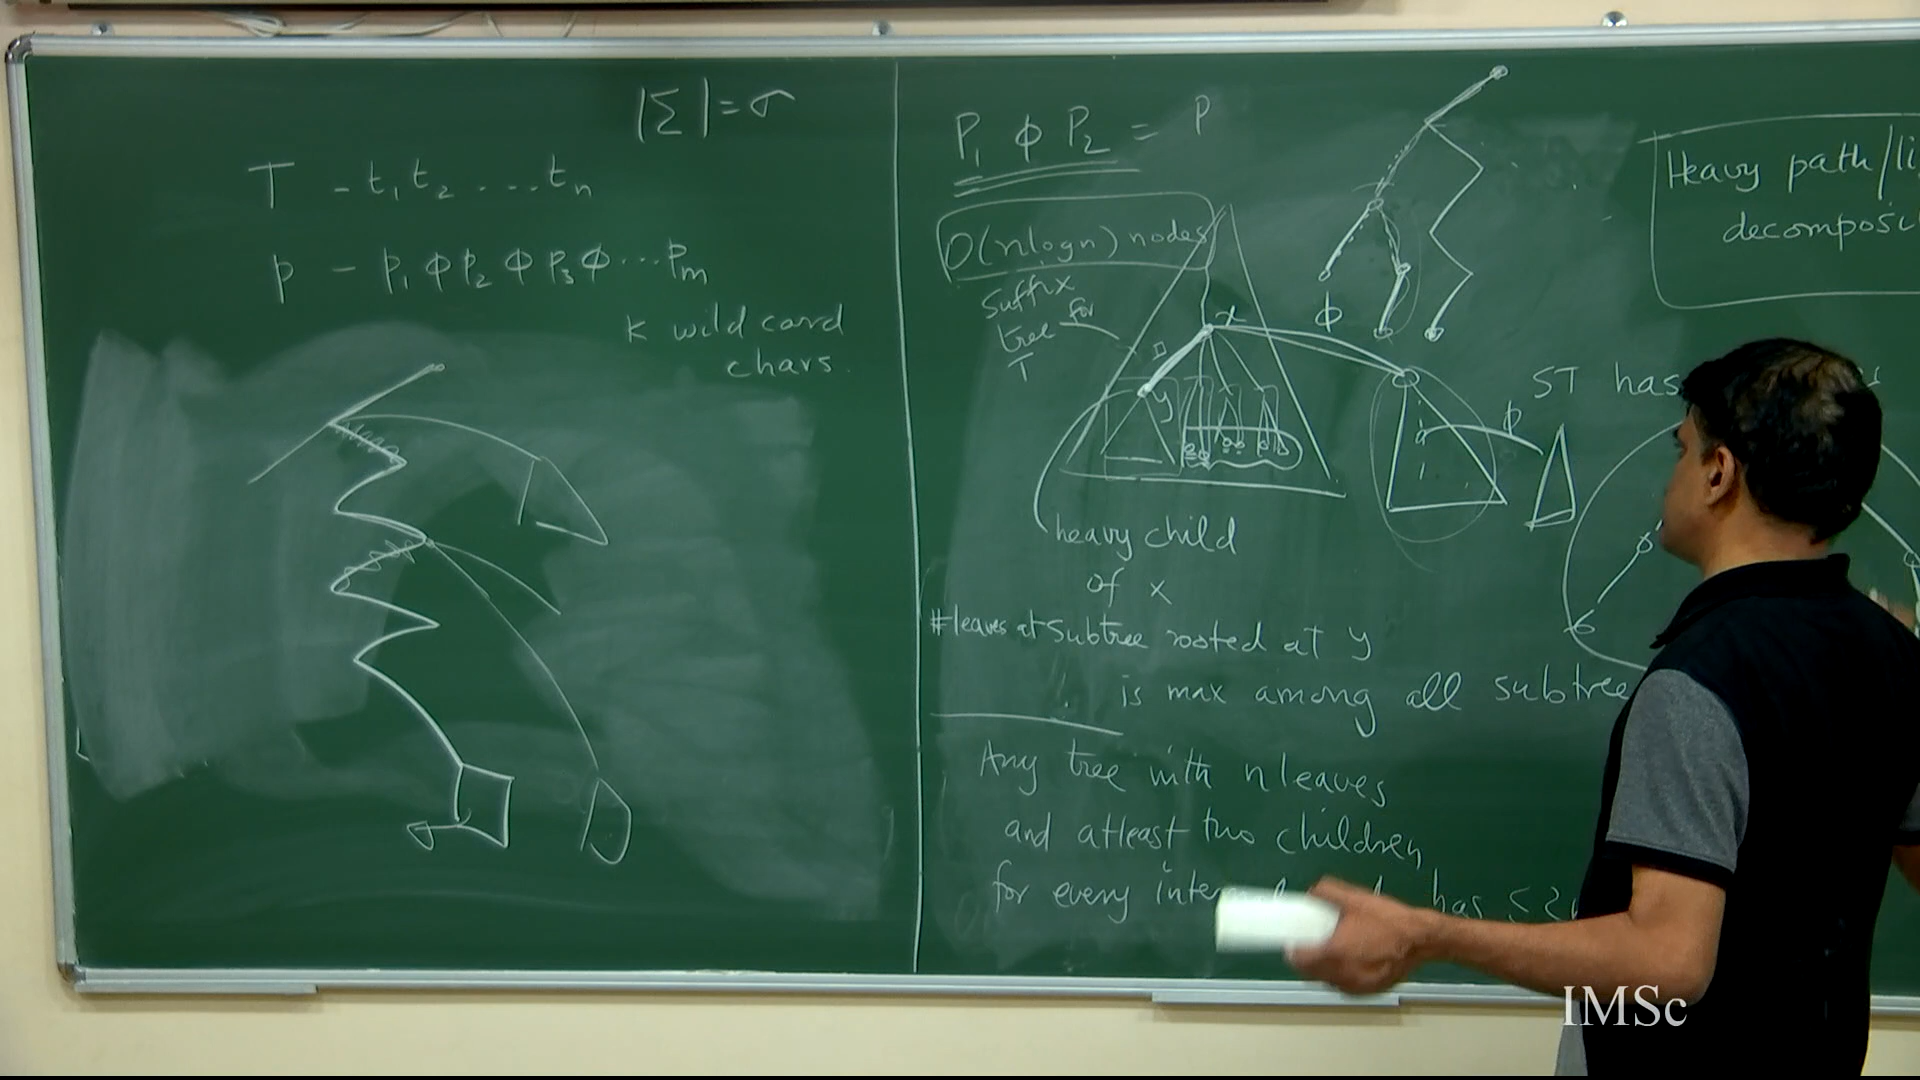 |Σ| = σ
T - t₁ t₂ .... tₙ
p - p₁ ϕ p₂ ϕ p₃ ϕ ... pₘ
k wild card
chars.
P₁ ϕ P₂ = P
O(nlogn) nodes
Suffix
tree for
T
x
y
ϕ
ϕ
Heavy path/li
decomposi
ST has
heavy child
of x
#leaves at subtree rooted at y
is max among all subtree
Any tree with n leaves
and atleast two children
for every has ≤ 2
IMSc